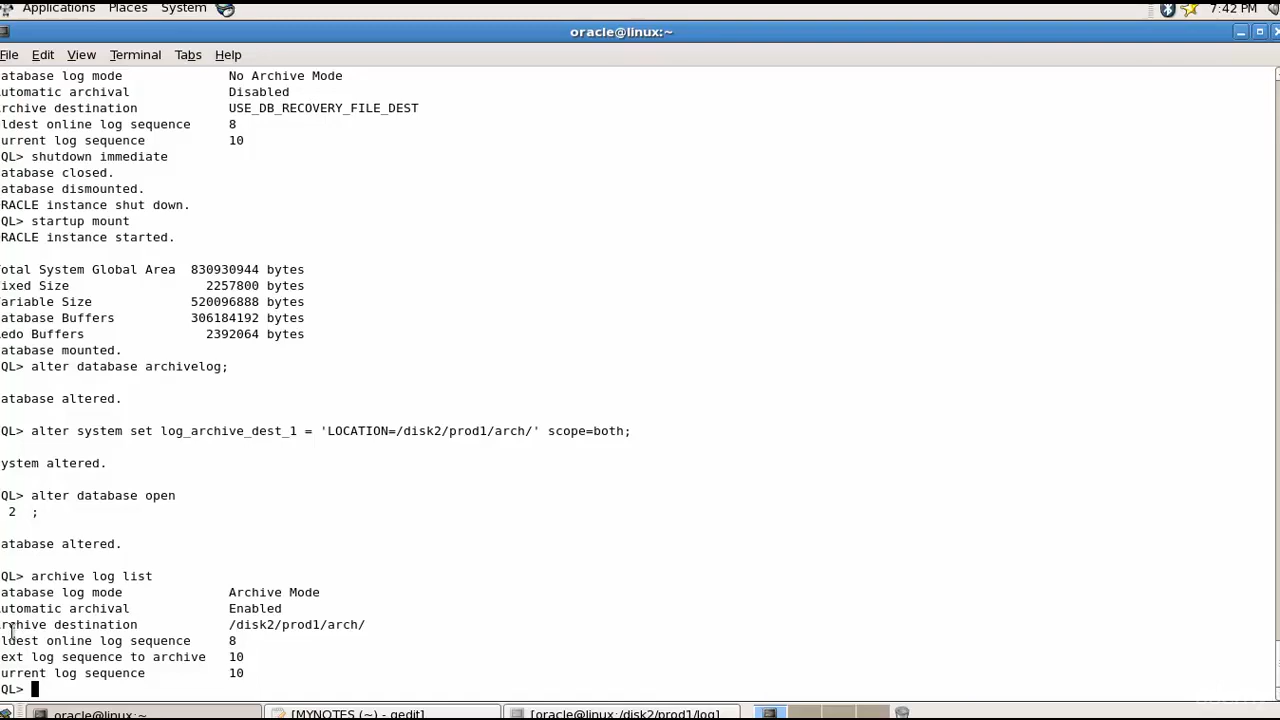 Applications Places System 7:42 PM
oracle@linux:~
File Edit View Terminal Tabs Help
atabase log mode No Archive Mode
utomatic archival Disabled
rchive destination USE_DB_RECOVERY_FILE_DEST
ldest online log sequence 8
urrent log sequence 10
QL> shutdown immediate
atabase closed.
atabase dismounted.
RACLE instance shut down.
QL> startup mount
RACLE instance started.
otal System Global Area 830930944 bytes
ixed Size 2257800 bytes
ariable Size 520096888 bytes
atabase Buffers 306184192 bytes
edo Buffers 2392064 bytes
atabase mounted.
QL> alter database archivelog;
atabase altered.
QL> alter system set log_archive_dest_1 = 'LOCATION=/disk2/prod1/arch/' scope=both;
ystem altered.
QL> alter database open
2 ;
atabase altered.
QL> archive log list
atabase log mode Archive Mode
utomatic archival Enabled
rchive destination /disk2/prod1/arch/
ldest online log sequence 8
ext log sequence to archive 10
urrent log sequence 10
QL>
oracle@linux:~ [MYNOTES (~) - gedit] [oracle@linux:/disk2/prod1/log]